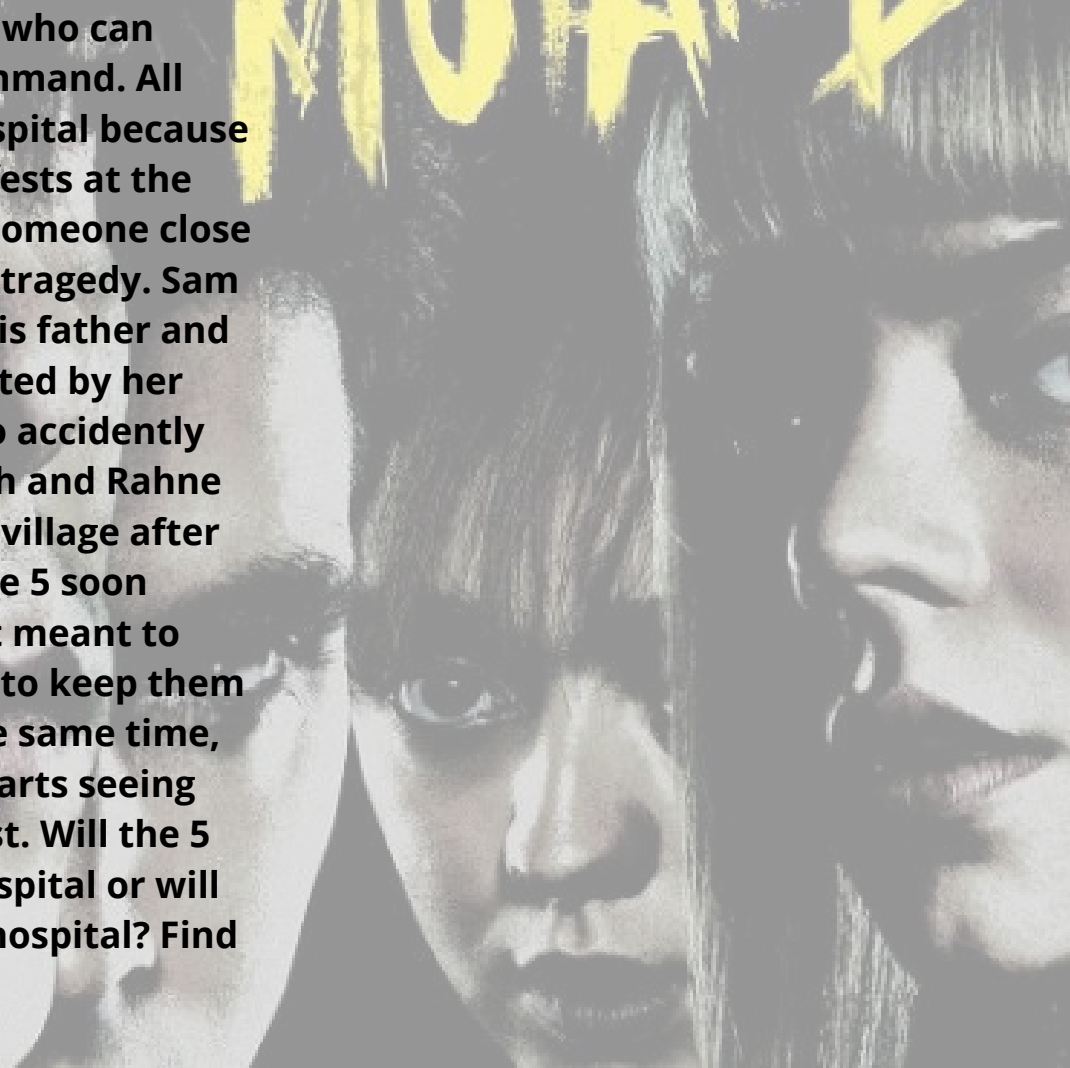 who can
mmand. All
spital because
ests at the
omeone close
tragedy. Sam
is father and
ted by her
accidently
h and Rahne
village after
e 5 soon
meant to
to keep them
e same time,
arts seeing
st. Will the 5
spital or will
hospital? Find